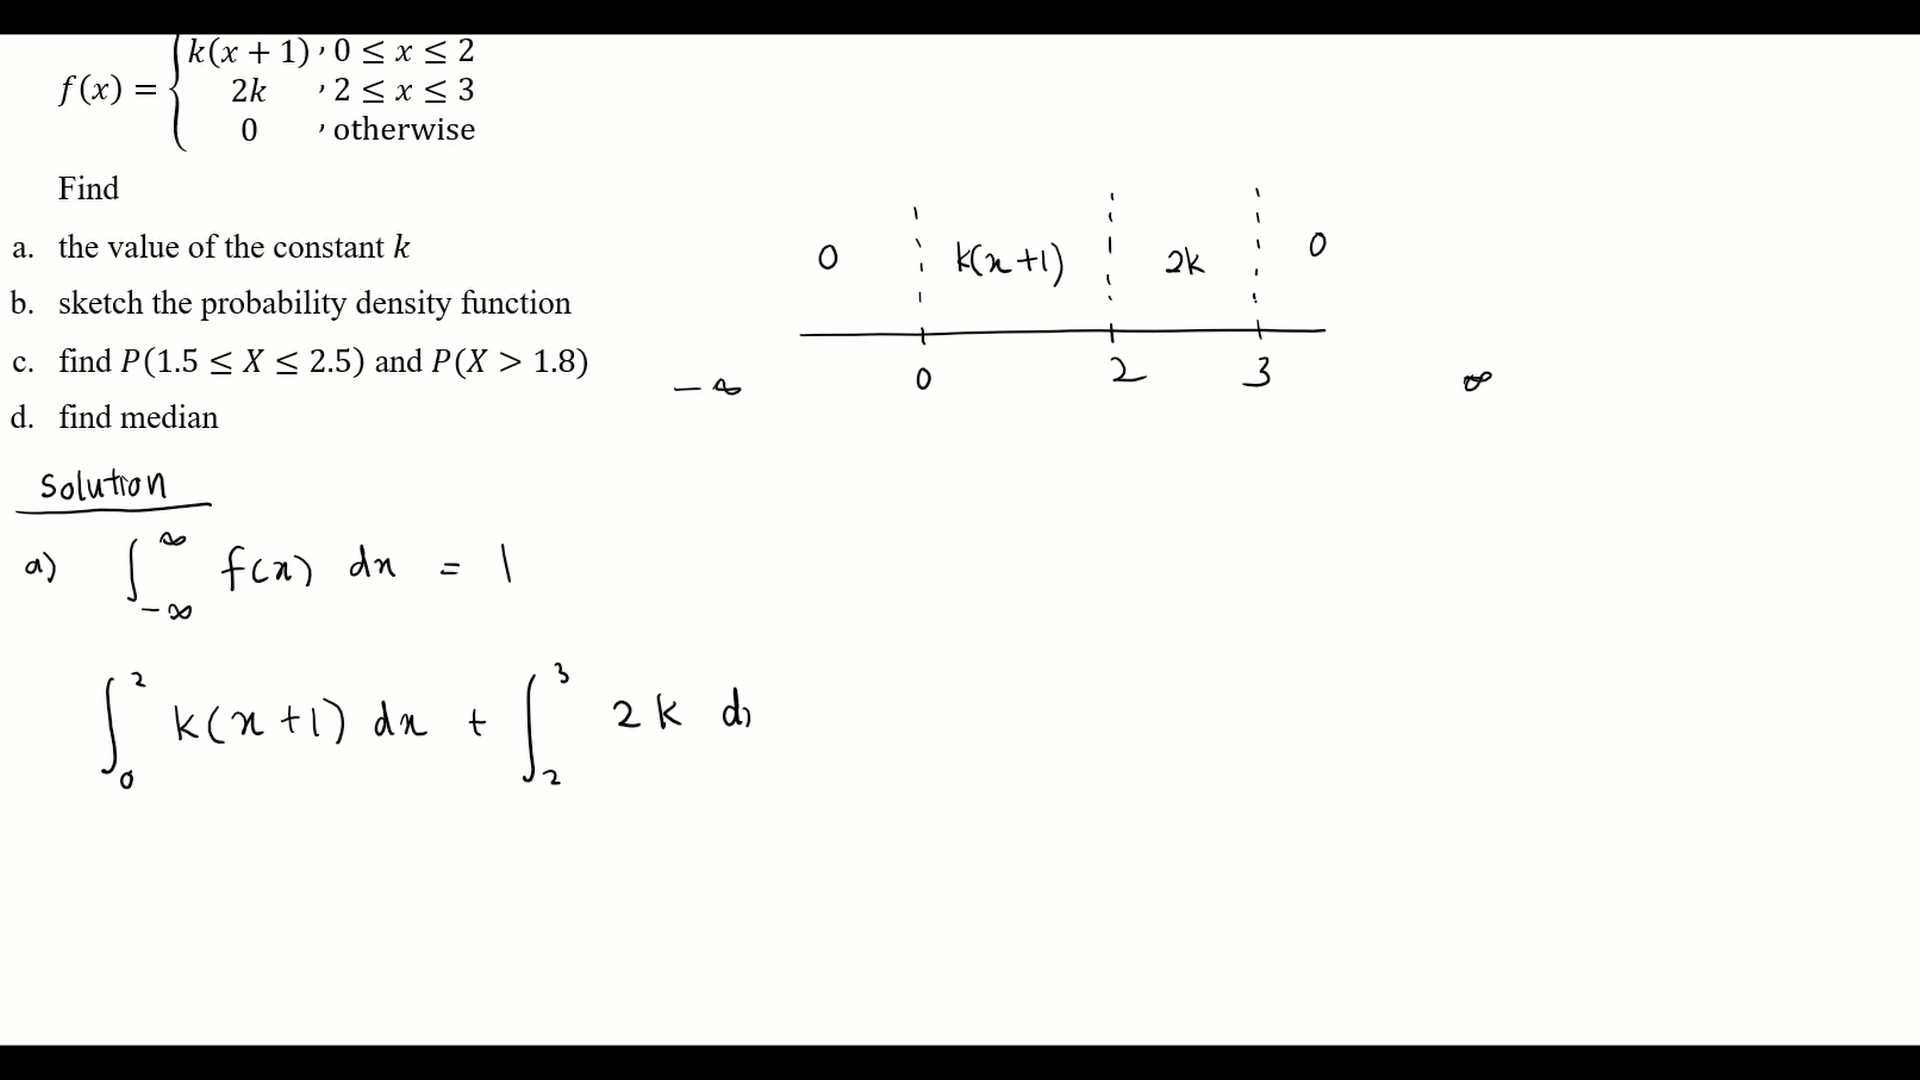 f(x) = { k(x + 1) , 0 ≤ x ≤ 2
2k , 2 ≤ x ≤ 3
0 , otherwise
Find
a. the value of the constant k
b. sketch the probability density function
c. find P(1.5 ≤ X ≤ 2.5) and P(X > 1.8)
d. find median
0 k(x+1) 2k 0
-∞ 0 2 3 ∞
Solution
a) ∫_{-∞}^{∞} f(x) dx = 1
∫_0^2 k(x+1) dx + ∫_2^3 2k d